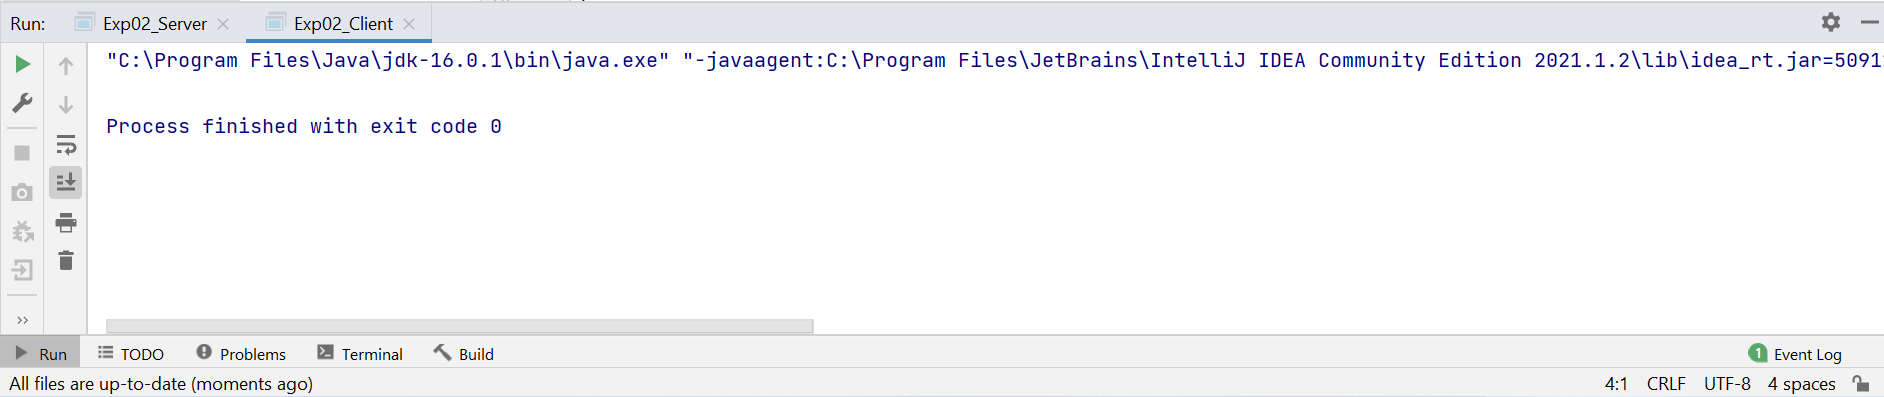 Run: Exp02_Server Exp02_Client
"C:\Program Files\Java\jdk-16.0.1\bin\java.exe" "-javaagent:C:\Program Files\JetBrains\IntelliJ IDEA Community Edition 2021.1.2\lib\idea_rt.jar=5091
Process finished with exit code 0
Run TODO Problems Terminal Build 1 Event Log
All files are up-to-date (moments ago) 4:1 CRLF UTF-8 4 spaces